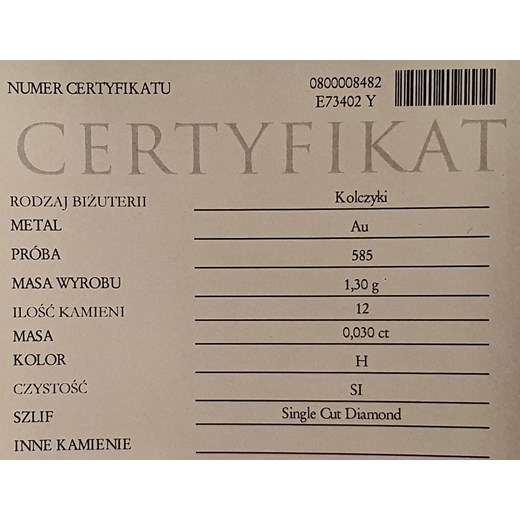 NUMER CERTYFIKATU 0800008482
E73402 Y
CERTYFIKAT
RODZAJ BIŻUTERII Kolczyki
METAL Au
PRÓBA 585
MASA WYROBU 1,30 g
ILOŚĆ KAMIENI 12
MASA 0,030 ct
KOLOR H
CZYSTOŚĆ SI
SZLIF Single Cut Diamond
INNE KAMIENIE